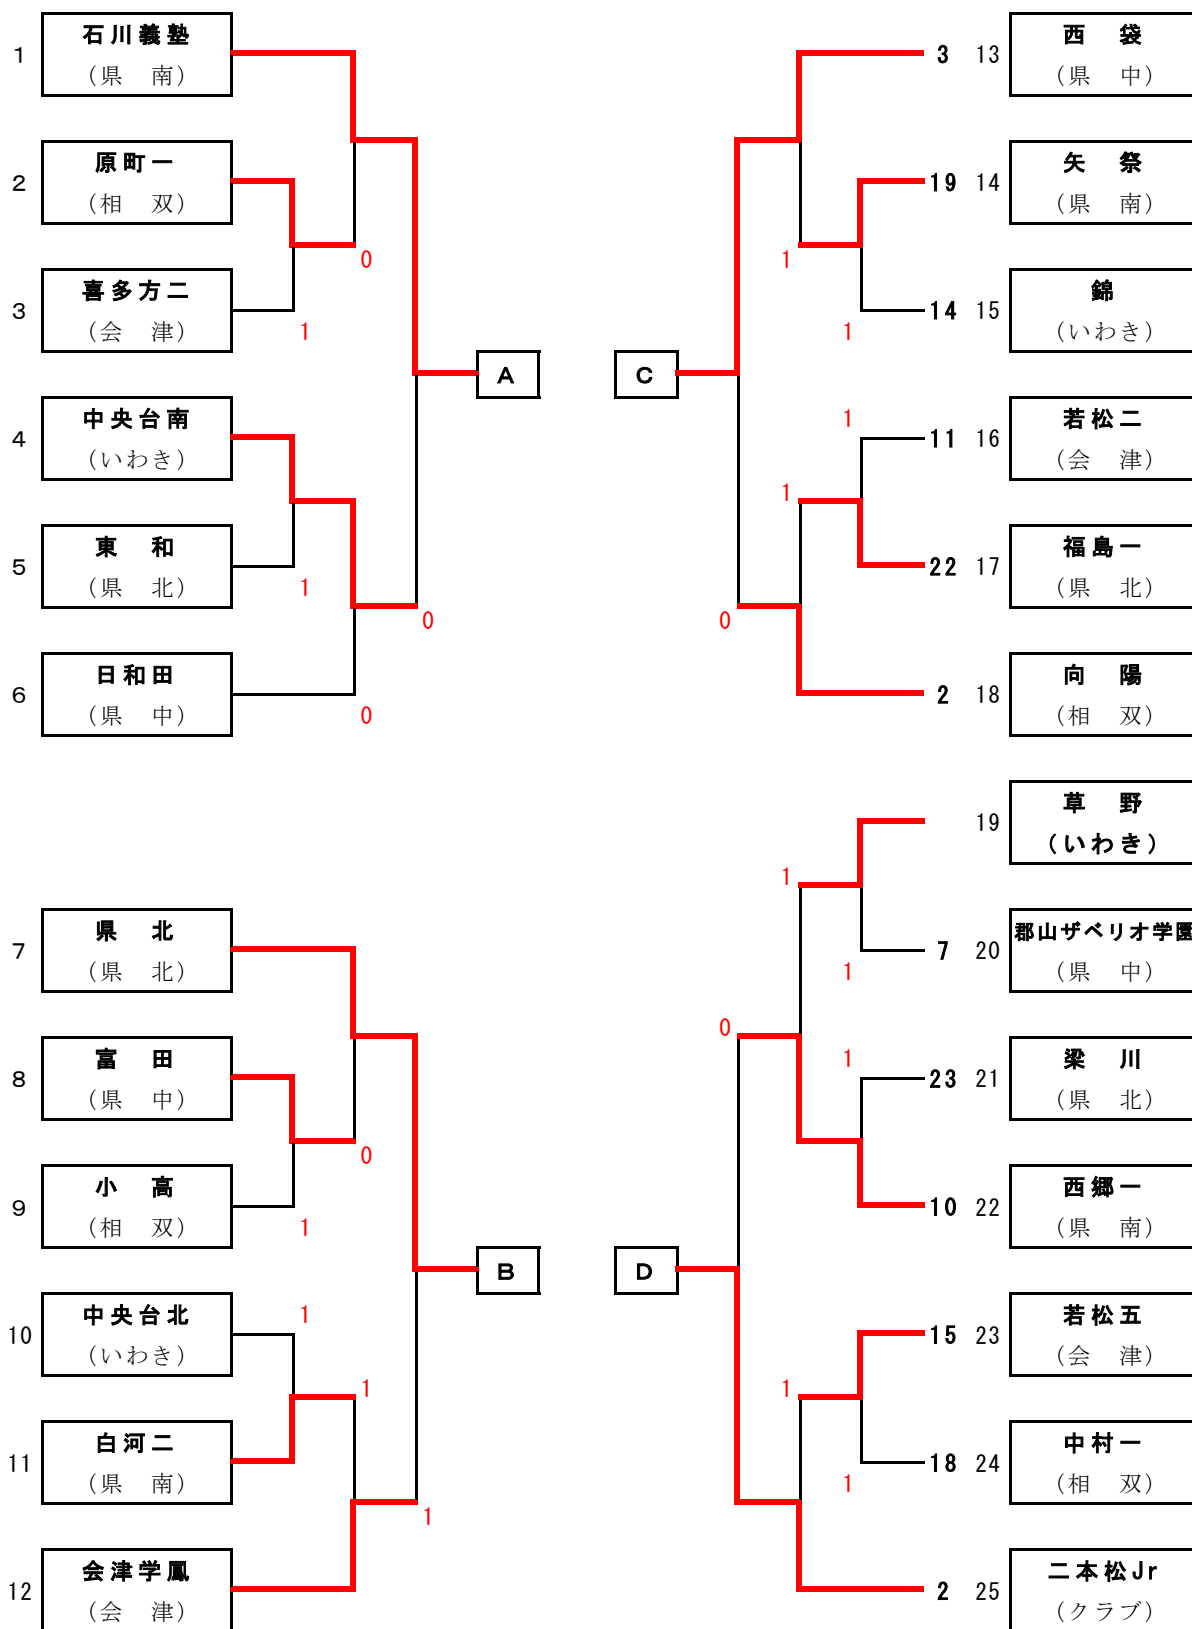 1
石川義塾
（県　南）
2
原町一
（相　双）
0
3
喜多方二
（会　津）
1
A
4
中央台南
（いわき）
5
東　和
（県　北）
1
0
6
日和田
（県　中）
0
7
県　北
（県　北）
8
富　田
（県　中）
0
9
小　高
（相　双）
1
B
10
中央台北
（いわき）
1
1
11
白河二
（県　南）
1
12
会津学鳳
（会　津）
3 13
西　袋
（県　中）
19 14
矢　祭
（県　南）
1
14 15
錦
（いわき）
1
C
1
11 16
若松二
（会　津）
1
22 17
福島一
（県　北）
0
2 18
向　陽
（相　双）
19
草　野
（いわき）
1
7 20
郡山ザベリオ学園
（県　中）
1
0
1
23 21
梁　川
（県　北）
10 22
西郷一
（県　南）
D
15 23
若松五
（会　津）
1
18 24
中村一
（相　双）
1
2 25
二本松Jr
（クラブ）